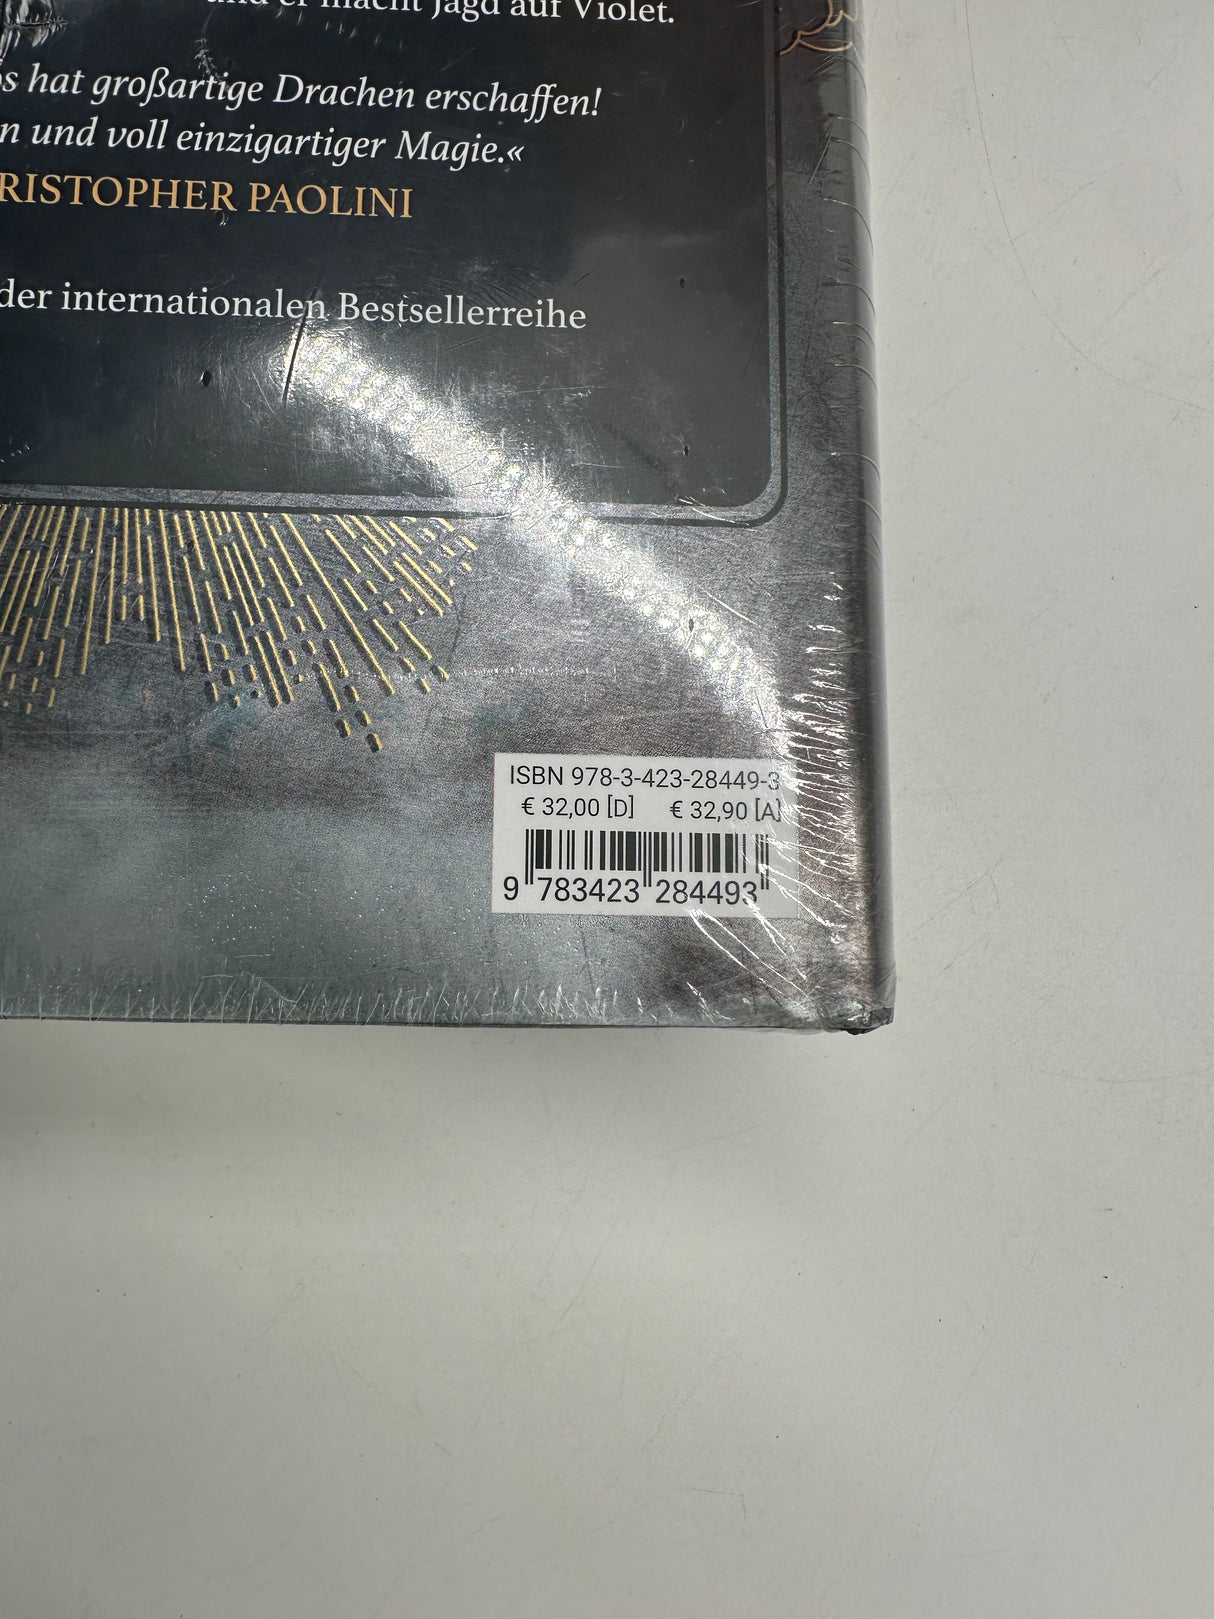 und er macht Jagd auf Violet.
os hat großartige Drachen erschaffen!
n und voll einzigartiger Magie.«
RISTOPHER PAOLINI
der internationalen Bestsellerreihe
ISBN 978-3-423-28449-3
€ 32,00 [D] € 32,90 [A]
9 783423 284493